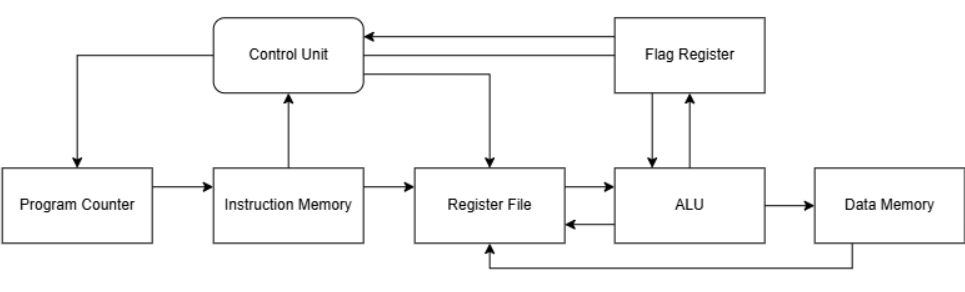 Control Unit
Flag Register
Program Counter
Instruction Memory
Register File
ALU
Data Memory